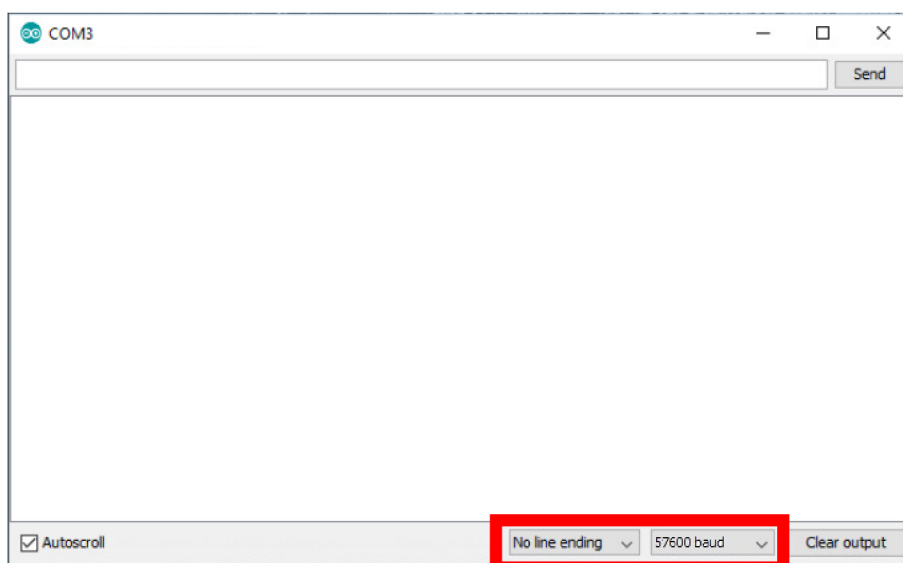 COM3
Send
Autoscroll
No line ending
57600 baud
Clear output